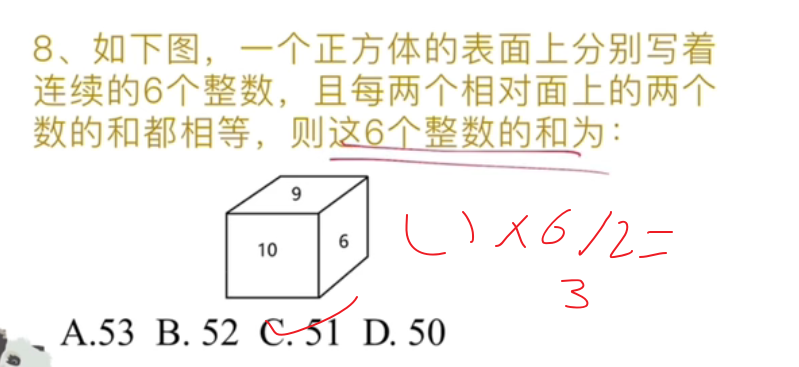 8、如下图，一个正方体的表面上分别写着
连续的6个整数，且每两个相对面上的两个
数的和都相等，则这6个整数的和为：
9
10
6
( ) × 6 / 2 =
3
A.53 B. 52 C. 51 D. 50